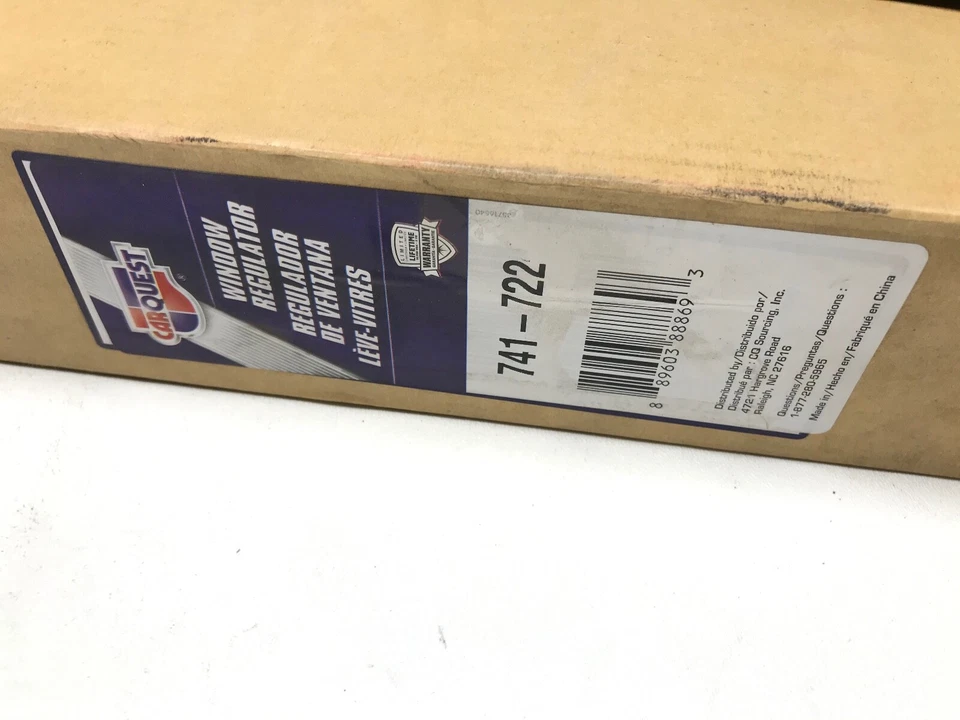 CARQUEST
WINDOW
REGULATOR
REGULADOR
DE VENTANA
LÈVE-VITRES
LIMITED
LIFETIME
WARRANTY
741-722
8 89603 88869 3
Distributed by/Distribuido por/
Distribué par : CQ Sourcing, Inc.
4721 Hargrove Road
Raleigh, NC 27616
Questions/Preguntas/Questions :
1-877-280-5965
Made in/Hecho en/Fabriqué en China